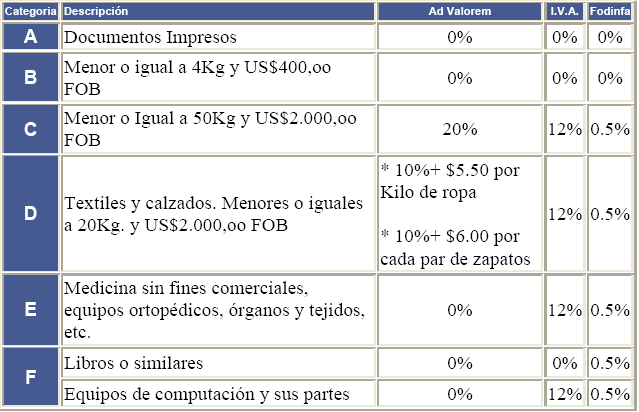 Categoria Descripción Ad Valorem I.V.A. Fodinfa
A Documentos Impresos 0% 0% 0%
B Menor o igual a 4Kg y US$400,oo
FOB 0% 0% 0%
C Menor o Igual a 50Kg y US$2.000,oo
FOB 20% 12% 0.5%
D Textiles y calzados. Menores o iguales
a 20Kg. y US$2.000,oo FOB
* 10%+ $5.50 por
Kilo de ropa
* 10%+ $6.00 por
cada par de zapatos
12% 0.5%
E Medicina sin fines comerciales,
equipos ortopédicos, órganos y tejidos,
etc. 0% 12% 0.5%
F Libros o similares 0% 0% 0.5%
Equipos de computación y sus partes 0% 12% 0.5%